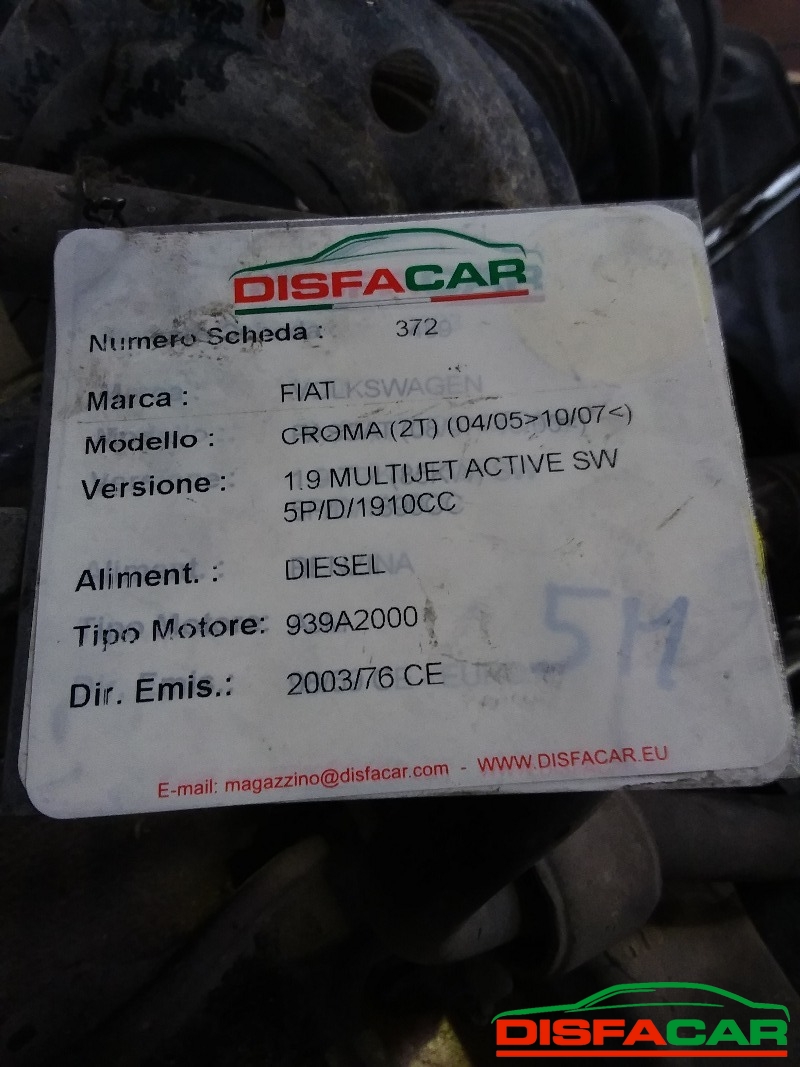 DISFACAR
Numero Scheda : 372
Marca : FIAT
Modello : CROMA (2T) (04/05>10/07<)
Versione : 1.9 MULTIJET ACTIVE SW
5P/D/1910CC
Aliment. : DIESEL
Tipo Motore: 939A2000
Dir. Emis.: 2003/76 CE
5M
E-mail: magazzino@disfacar.com - WWW.DISFACAR.EU
DISFACAR